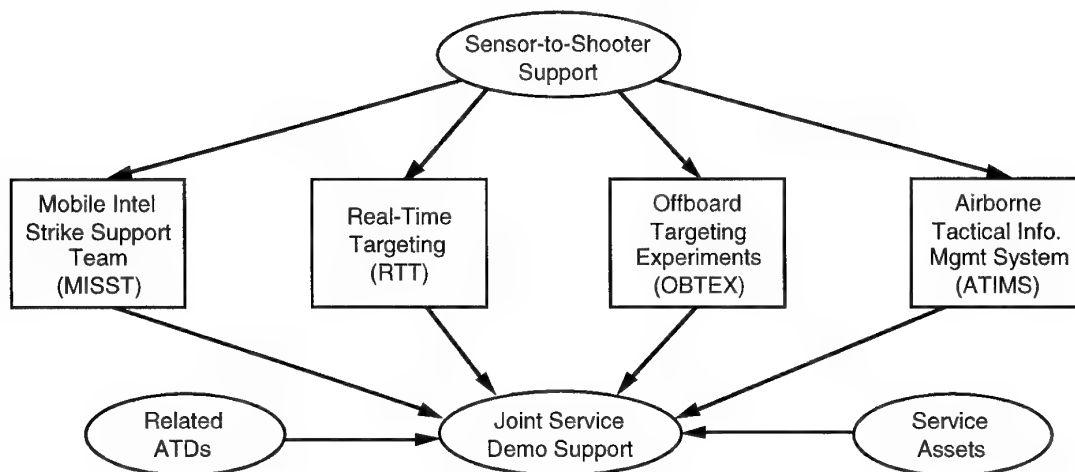 Sensor-to-Shooter
Support
Mobile Intel
Strike Support
Team
(MISST)
Real-Time
Targeting
(RTT)
Offboard
Targeting
Experiments
(OBTEX)
Airborne
Tactical Info.
Mgmt System
(ATIMS)
Related
ATDs
Joint Service
Demo Support
Service
Assets